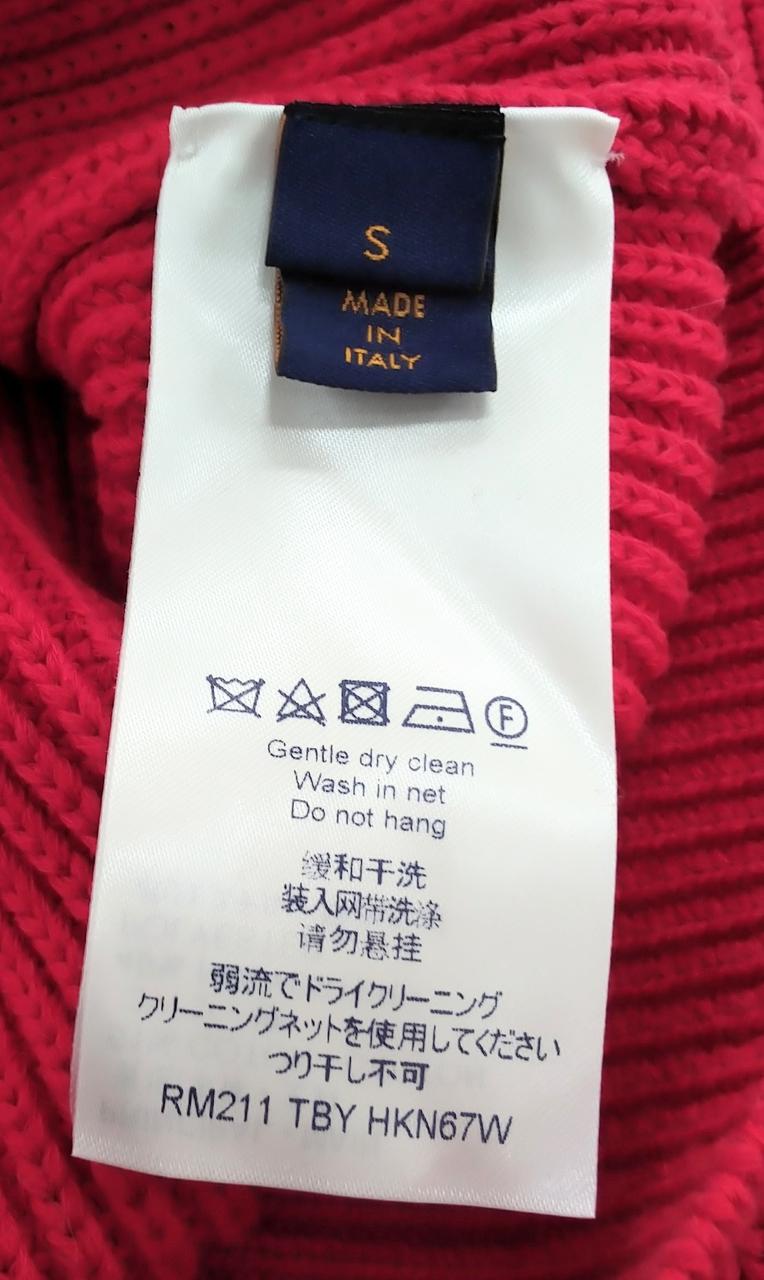 S
MADE
IN
ITALY
F
Gentle dry clean
Wash in net
Do not hang
缓和干洗
装入网带洗涤
请勿悬挂
弱流でドライクリーニング
クリーニングネットを使用してください
つり干し不可
RM211 TBY HKN67W